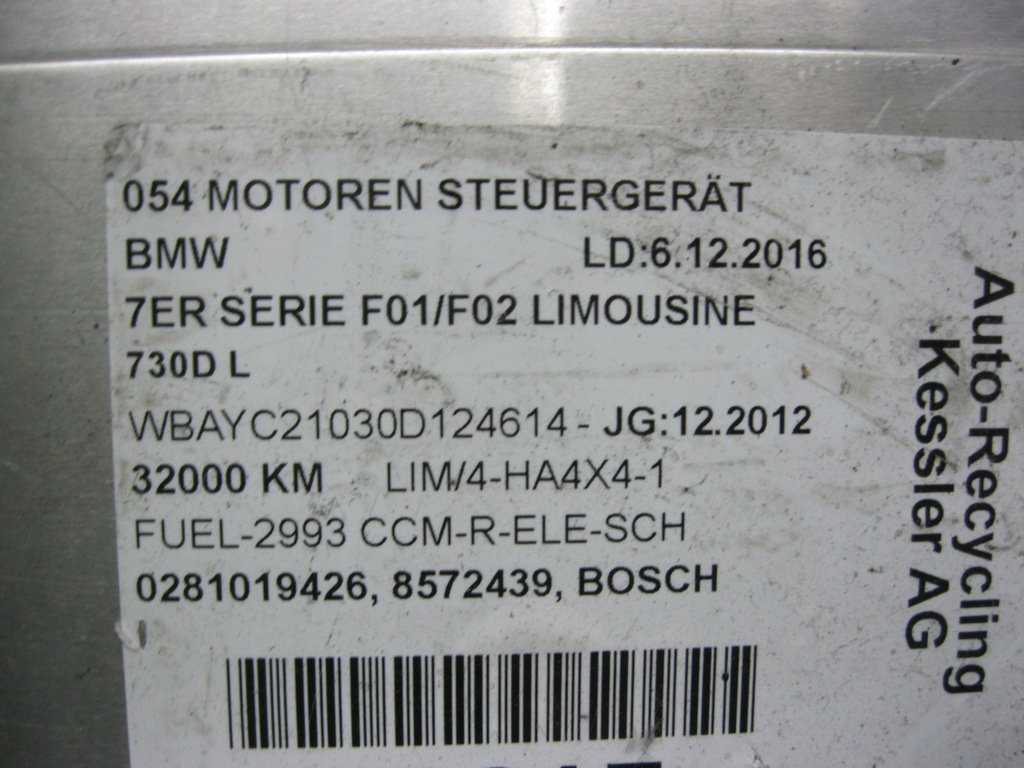 054 MOTOREN STEUERGERÄT
BMW LD:6.12.2016
7ER SERIE F01/F02 LIMOUSINE
730D L
WBAYC21030D124614 - JG:12.2012
32000 KM LIM/4-HA4X4-1
FUEL-2993 CCM-R-ELE-SCH
0281019426, 8572439, BOSCH
Auto-Recycling
Kessler AG